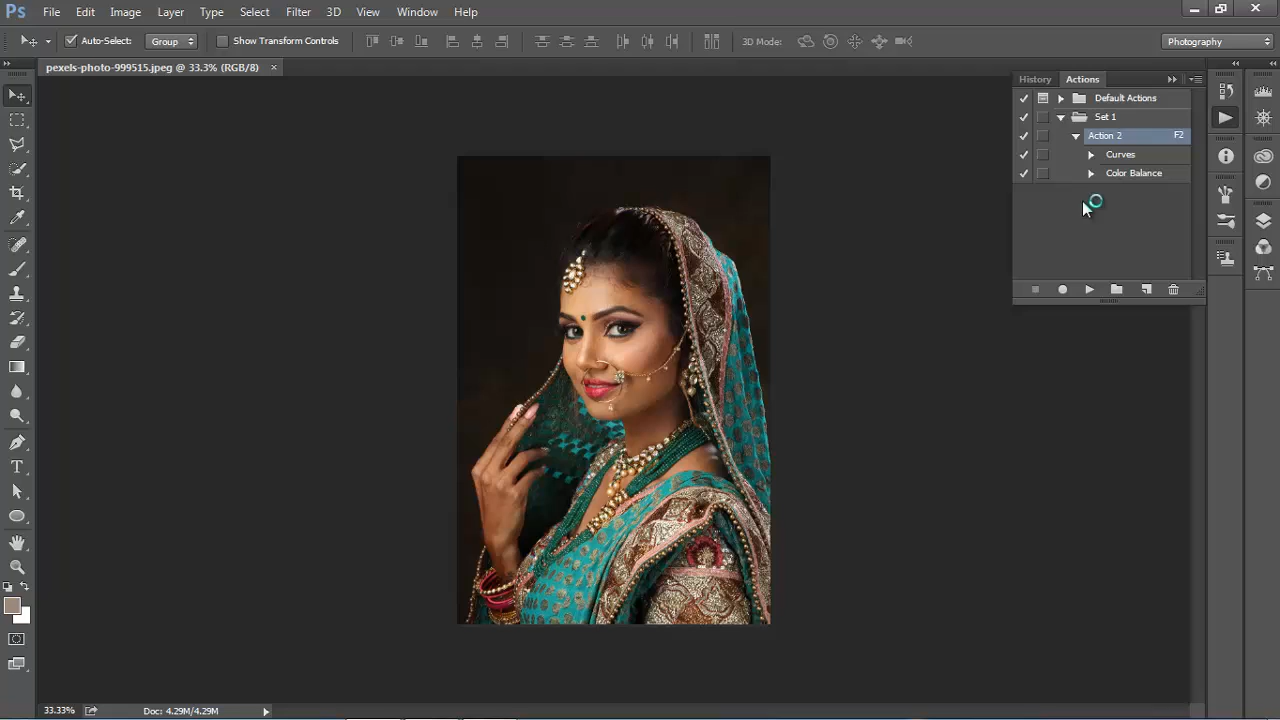 Ps File Edit Image Layer Type Select Filter 3D View Window Help
Auto-Select: Group Show Transform Controls 3D Mode: Photography
pexels-photo-999515.jpeg @ 33.3% (RGB/8) ×
History Actions
Default Actions
Set 1
Action 2 F2
Curves
Color Balance
33.33% Doc: 4.29M/4.29M